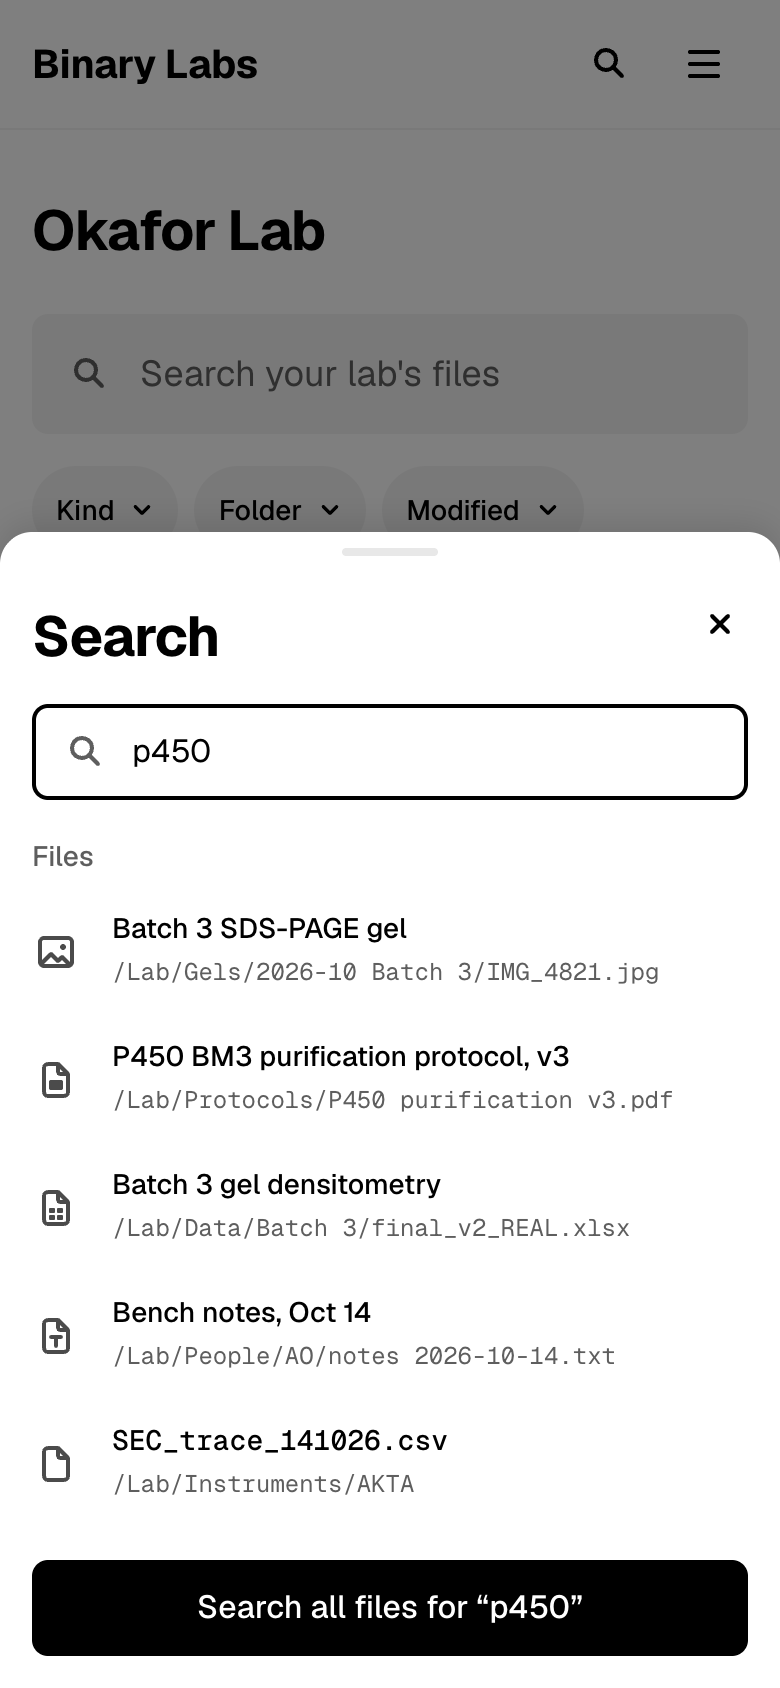 Binary Labs
Okafor Lab
Search your lab's files
Kind
Folder
Modified
Search
p450
Files
Batch 3 SDS-PAGE gel
/Lab/Gels/2026-10 Batch 3/IMG_4821.jpg
P450 BM3 purification protocol, v3
/Lab/Protocols/P450 purification v3.pdf
Batch 3 gel densitometry
/Lab/Data/Batch 3/final_v2_REAL.xlsx
Bench notes, Oct 14
/Lab/People/AO/notes 2026-10-14.txt
SEC_trace_141026.csv
/Lab/Instruments/AKTA
Search all files for “p450”